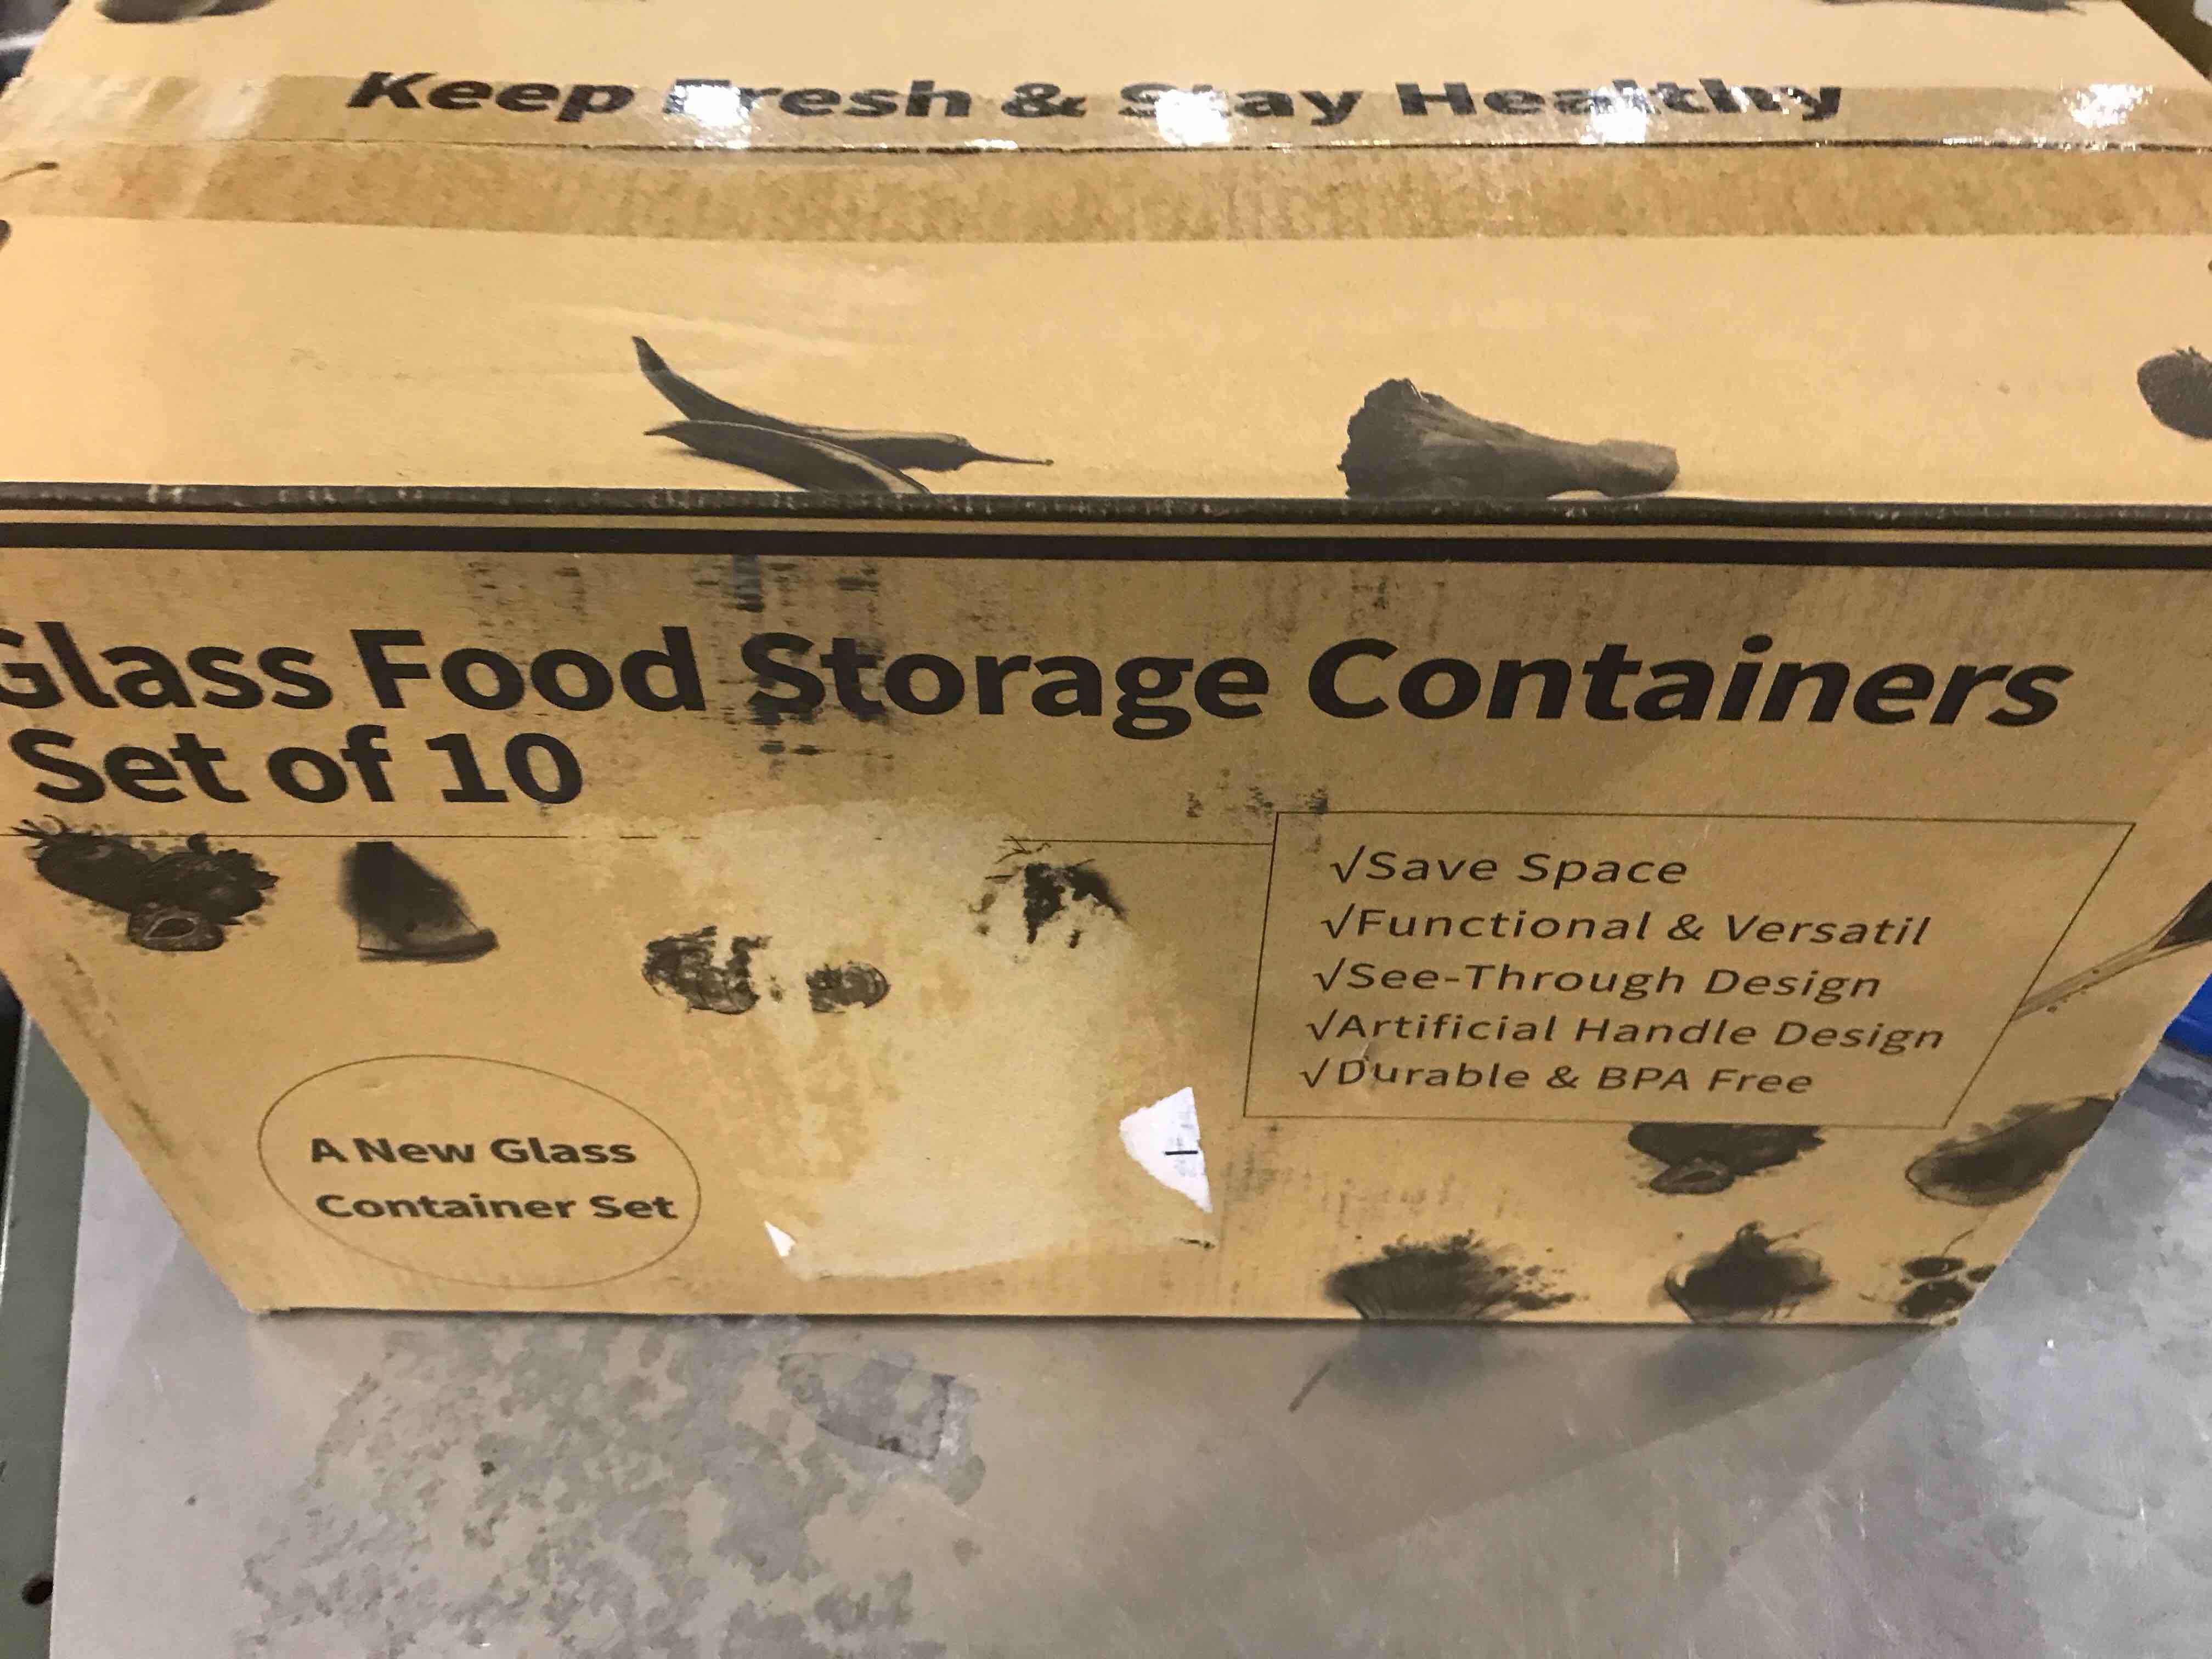 Keep Fresh & Stay Healthy
Glass Food Storage Containers
Set of 10
√Save Space
√Functional & Versatil
√See-Through Design
√Artificial Handle Design
√Durable & BPA Free
A New Glass
Container Set